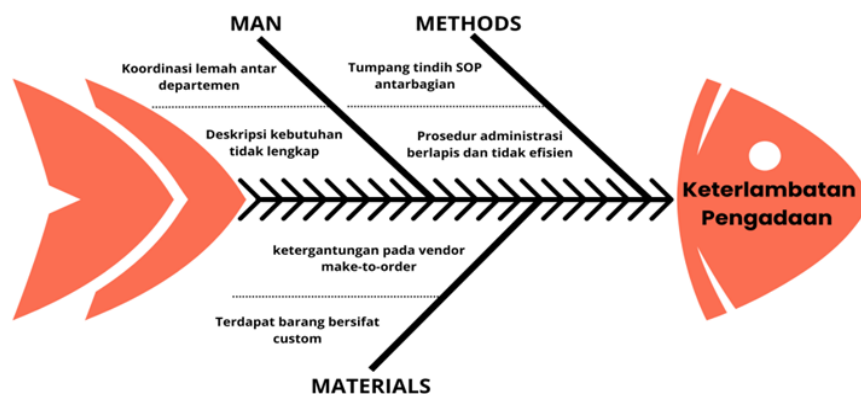 MAN
METHODS
Koordinasi lemah antar
departemen
Tumpang tindih SOP
antarbagian
Deskripsi kebutuhan
tidak lengkap
Prosedur administrasi
berlapis dan tidak efisien
Keterlambatan
Pengadaan
ketergantungan pada vendor
make-to-order
Terdapat barang bersifat
custom
MATERIALS